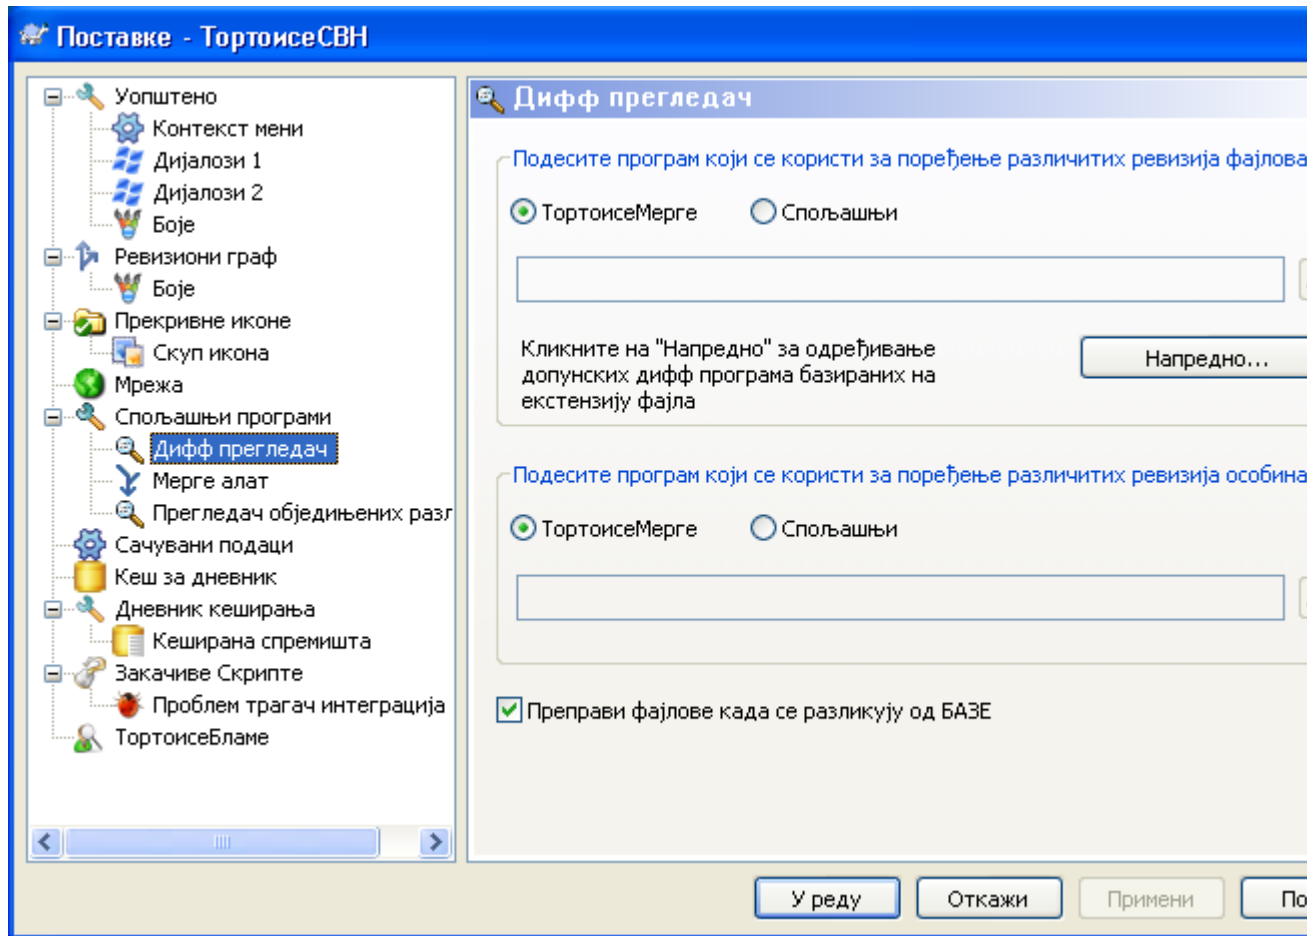 Поставке - ТортоисеСВН
Уопштено
Контекст мени
Дијалози 1
Дијалози 2
Боје
Ревизиони граф
Боје
Прекривне иконе
Скуп икона
Мрежа
Спољашњи програми
Дифф прегледач
Мерге алат
Прегледач обједињених разл
Сачувани подаци
Кеш за дневник
Дневник кеширања
Кеширана спремишта
Закачиве Скрипте
Проблем трагач интеграција
ТортоисеБламе
Дифф прегледач
Подесите програм који се користи за поређење различитих ревизија фајлова
ТортоисеМерге Спољашњи
Кликните на "Напредно" за одређивање
допунских дифф програма базираних на
екстензију фајла
Напредно...
Подесите програм који се користи за поређење различитих ревизија особина
ТортоисеМерге Спољашњи
Преправи фајлове када се разликују од БАЗЕ
У реду Откажи Примени